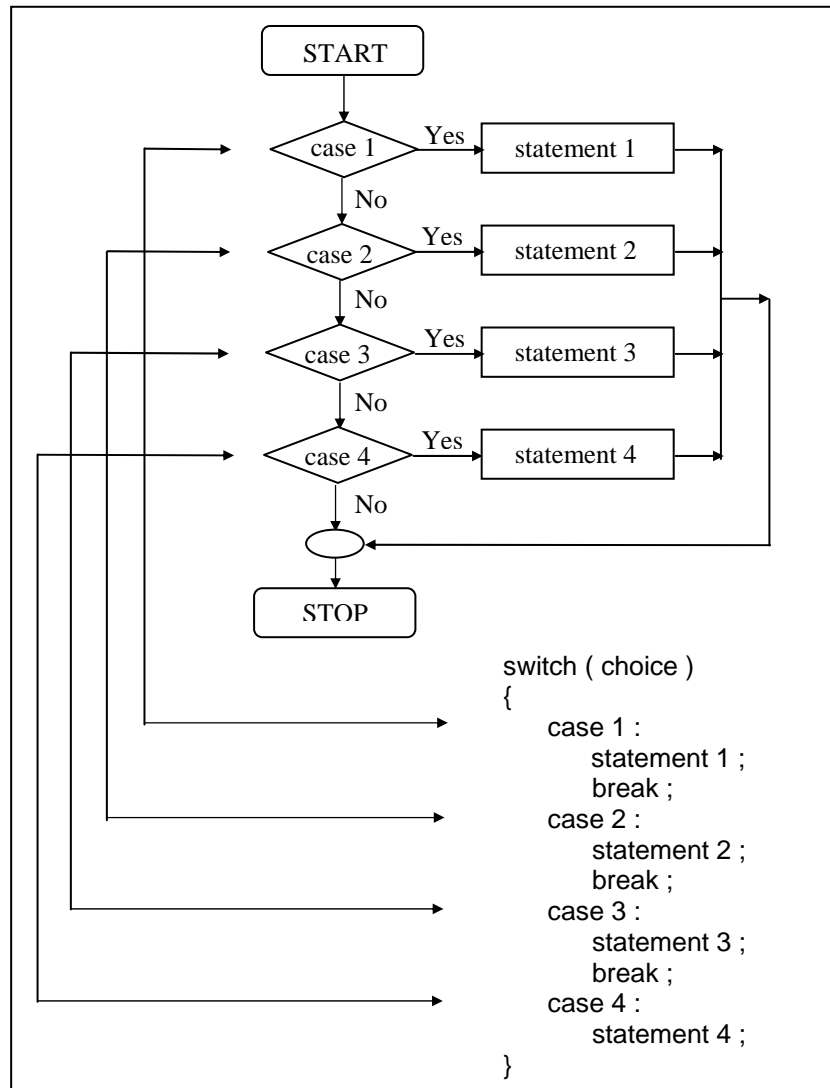 START
case 1
Yes
statement 1
No
case 2
Yes
statement 2
No
case 3
Yes
statement 3
No
case 4
Yes
statement 4
No
STOP
switch ( choice )
{
case 1 :
statement 1 ;
break ;
case 2 :
statement 2 ;
break ;
case 3 :
statement 3 ;
break ;
case 4 :
statement 4 ;
}